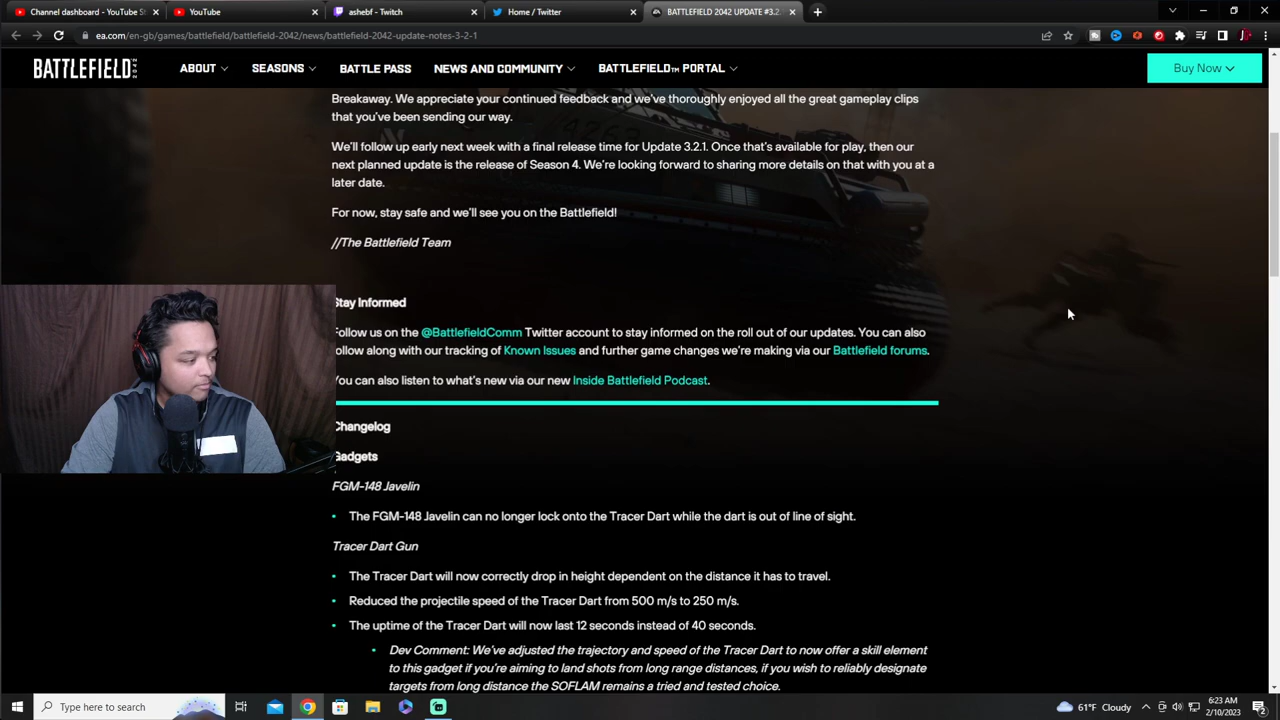 Channel dashboard - YouTube St
YouTube
ashebf - Twitch
Home / Twitter
BATTLEFIELD 2042 UPDATE #3.2.
ea.com/en-gb/games/battlefield/battlefield-2042/news/battlefield-2042-update-notes-3-2-1
BATTLEFIELD 2042 ABOUT SEASONS BATTLE PASS NEWS AND COMMUNITY BATTLEFIELD™ PORTAL Buy Now
Breakaway. We appreciate your continued feedback and we've thoroughly enjoyed all the great gameplay clips
that you've been sending our way.
We'll follow up early next week with a final release time for Update 3.2.1. Once that's available for play, then our
next planned update is the release of Season 4. We're looking forward to sharing more details on that with you at a
later date.
For now, stay safe and we'll see you on the Battlefield!
//The Battlefield Team
Stay Informed
Follow us on the @BattlefieldComm Twitter account to stay informed on the roll out of our updates. You can also
follow along with our tracking of Known Issues and further game changes we're making via our Battlefield forums.
You can also listen to what's new via our new Inside Battlefield Podcast.
Changelog
Gadgets
FGM-148 Javelin
• The FGM-148 Javelin can no longer lock onto the Tracer Dart while the dart is out of line of sight.
Tracer Dart Gun
• The Tracer Dart will now correctly drop in height dependent on the distance it has to travel.
• Reduced the projectile speed of the Tracer Dart from 500 m/s to 250 m/s.
• The uptime of the Tracer Dart will now last 12 seconds instead of 40 seconds.
• Dev Comment: We've adjusted the trajectory and speed of the Tracer Dart to now offer a skill element
to this gadget if you're aiming to land shots from long range distances, if you wish to reliably designate
targets from long distance the SOFLAM remains a tried and tested choice.
Type here to search
61°F Cloudy
6:23 AM
2/10/2023
2